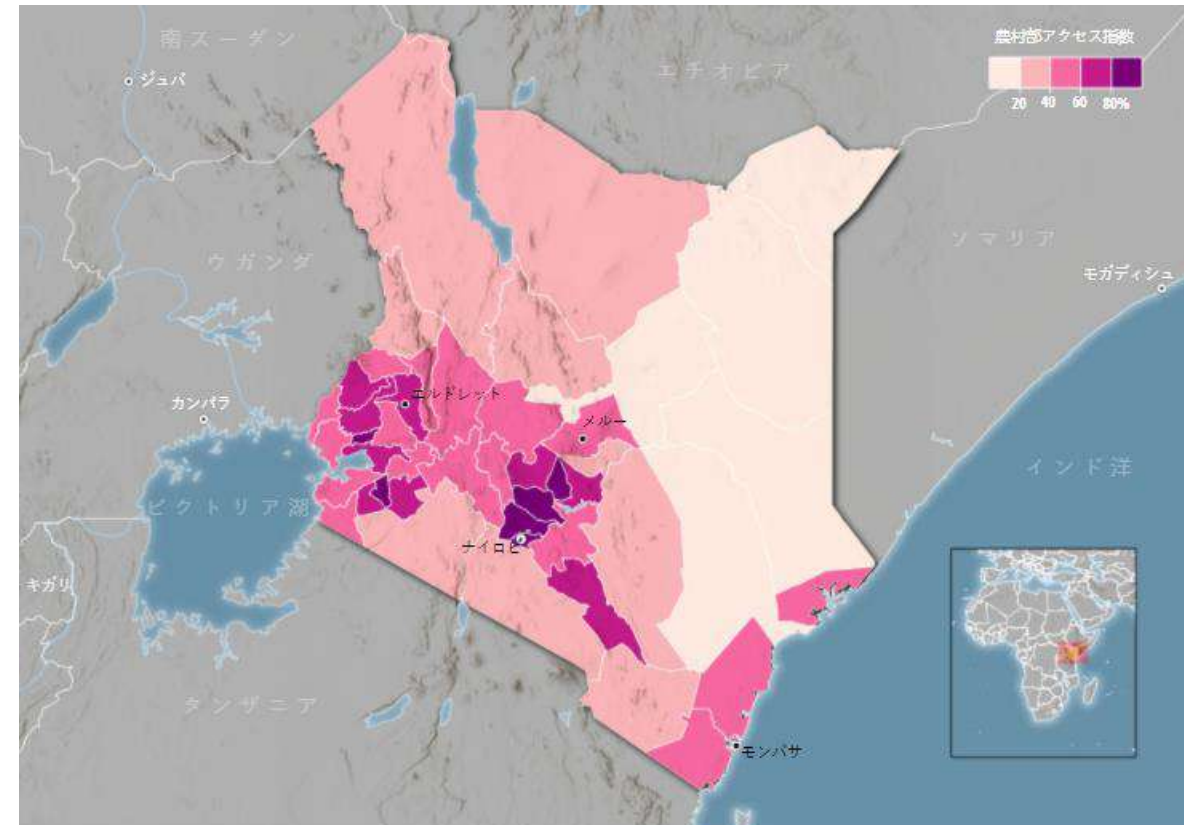 南スーダン
ジュバ
エチオピア
農村部アクセス指数
20 40 60 80%
ウガンダ
ソマリア
モガディシュ
エルドレット
カンパラ
メルー
インド洋
ビクトリア湖
ナイロビ
キガリ
タンザニア
モンバサ